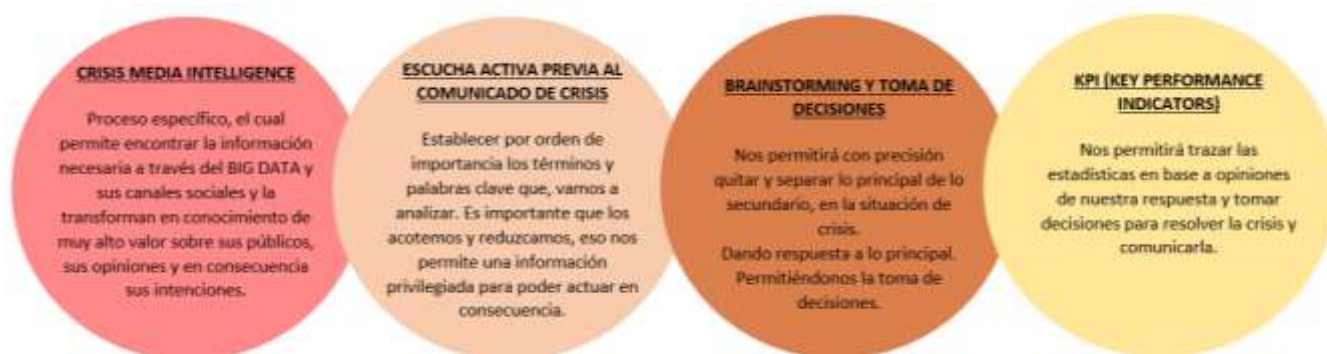 CRISIS MEDIA INTELLIGENCE
Proceso específico, el cual
permite encontrar la información
necesaria a través del BIG DATA y
sus canales sociales y la
transforman en conocimiento de
muy alto valor sobre sus públicos,
sus opiniones y en consecuencia
sus intenciones.
ESCUCHA ACTIVA PREVIA AL
COMUNICADO DE CRISIS
Establecer por orden de
importancia los términos y
palabras clave que, vamos a
analizar. Es importante que los
acotemos y reduzcamos, eso nos
permite una información
privilegiada para poder actuar en
consecuencia.
BRAINSTORMING Y TOMA DE
DECISIONES
Nos permitirá con precisión
quitar y separar lo principal de lo
secundario, en la situación de
crisis.
Dando respuesta a lo principal.
Permitiéndonos la toma de
decisiones.
KPI (KEY PERFORMANCE
INDICATORS)
Nos permitirá trazar las
estadísticas en base a opiniones
de nuestra respuesta y tomar
decisiones para resolver la crisis y
comunicarla.